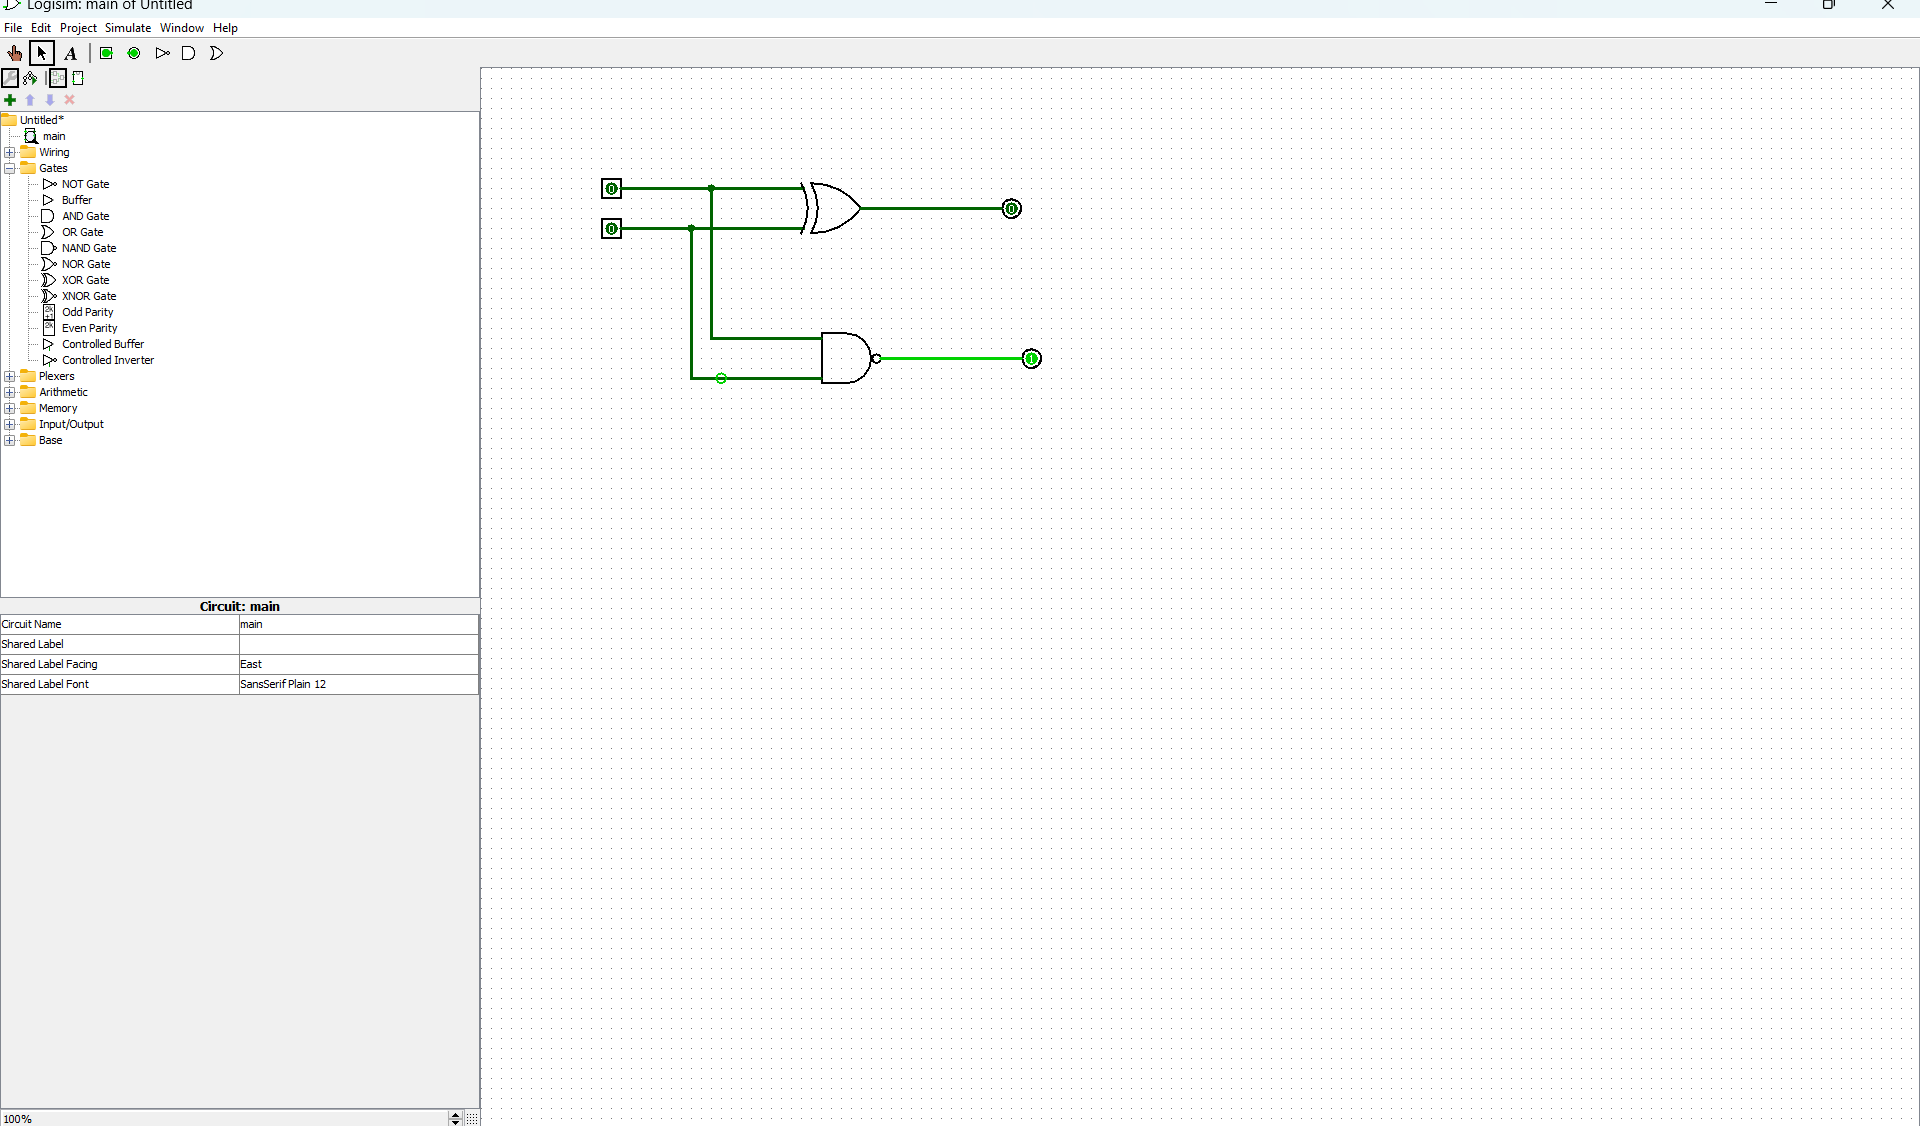 Logisim: main of Untitled
File Edit Project Simulate Window Help
A
Untitled*
main
Wiring
Gates
NOT Gate
Buffer
AND Gate
OR Gate
NAND Gate
NOR Gate
XOR Gate
XNOR Gate
2k+1 Odd Parity
2k Even Parity
Controlled Buffer
Controlled Inverter
Plexers
Arithmetic
Memory
Input/Output
Base
Circuit: main
Circuit Name main
Shared Label
Shared Label Facing East
Shared Label Font SansSerif Plain 12
100%
0
0
0
1